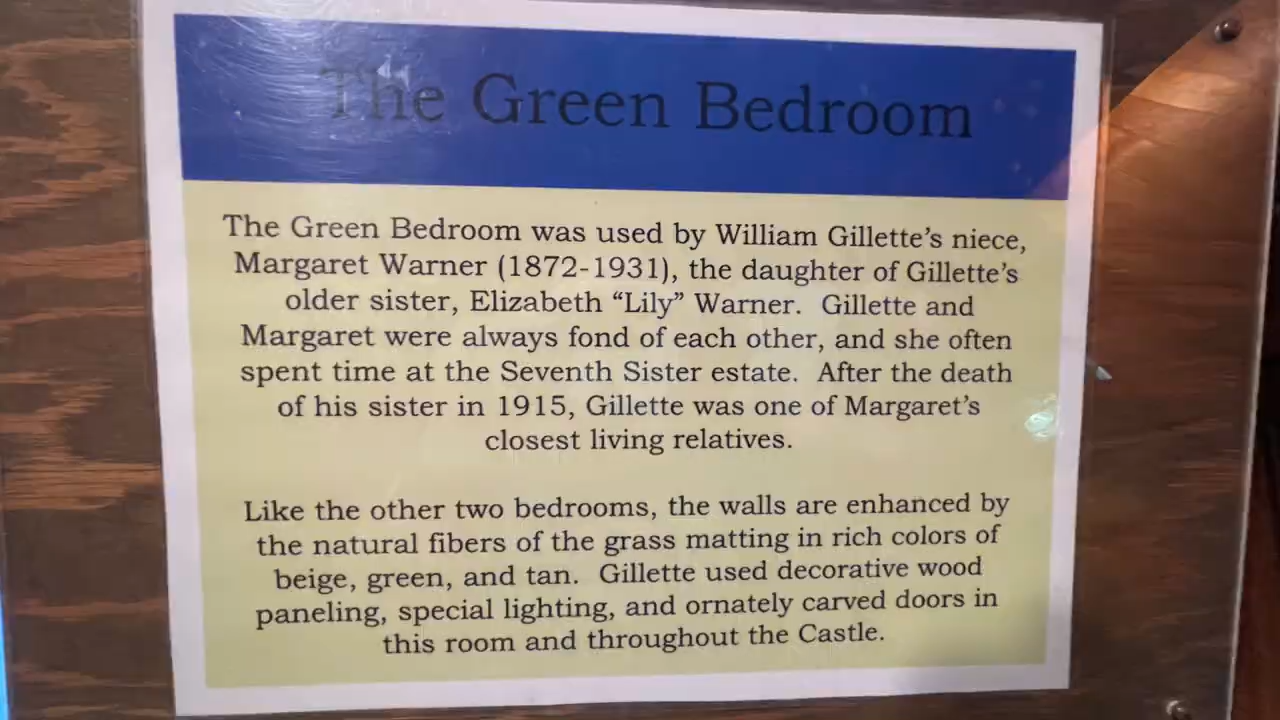 The Green Bedroom
The Green Bedroom was used by William Gillette's niece,
Margaret Warner (1872-1931), the daughter of Gillette's
older sister, Elizabeth “Lily” Warner.  Gillette and
Margaret were always fond of each other, and she often
spent time at the Seventh Sister estate.  After the death
of his sister in 1915, Gillette was one of Margaret's
closest living relatives.
Like the other two bedrooms, the walls are enhanced by
the natural fibers of the grass matting in rich colors of
beige, green, and tan.  Gillette used decorative wood
paneling, special lighting, and ornately carved doors in
this room and throughout the Castle.